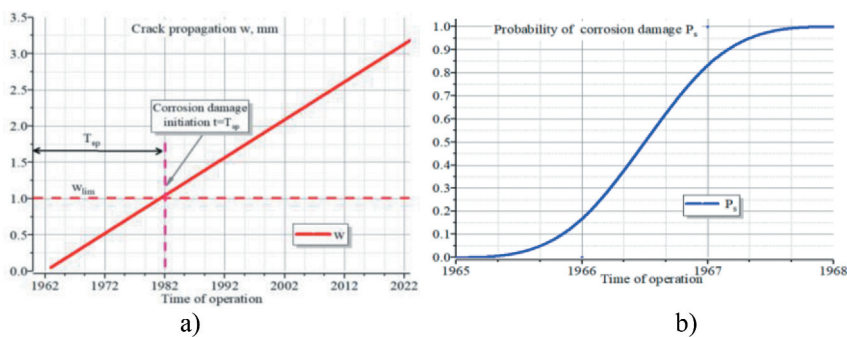 Crack propagation w, mm
3.5
3.0
2.5
2.0
1.5
1.0
0.5
0.0
Corrosion damage
initiation t=Tsp
Tsp
wlim
w
1962 1972 1982 1992 2002 2012 2022
Time of operation
a)
Probability of corrosion damage Ps
1.0
0.9
0.8
0.7
0.6
0.5
0.4
0.3
0.2
0.1
0.0
Ps
1965 1966 1967 1968
Time of operation
b)